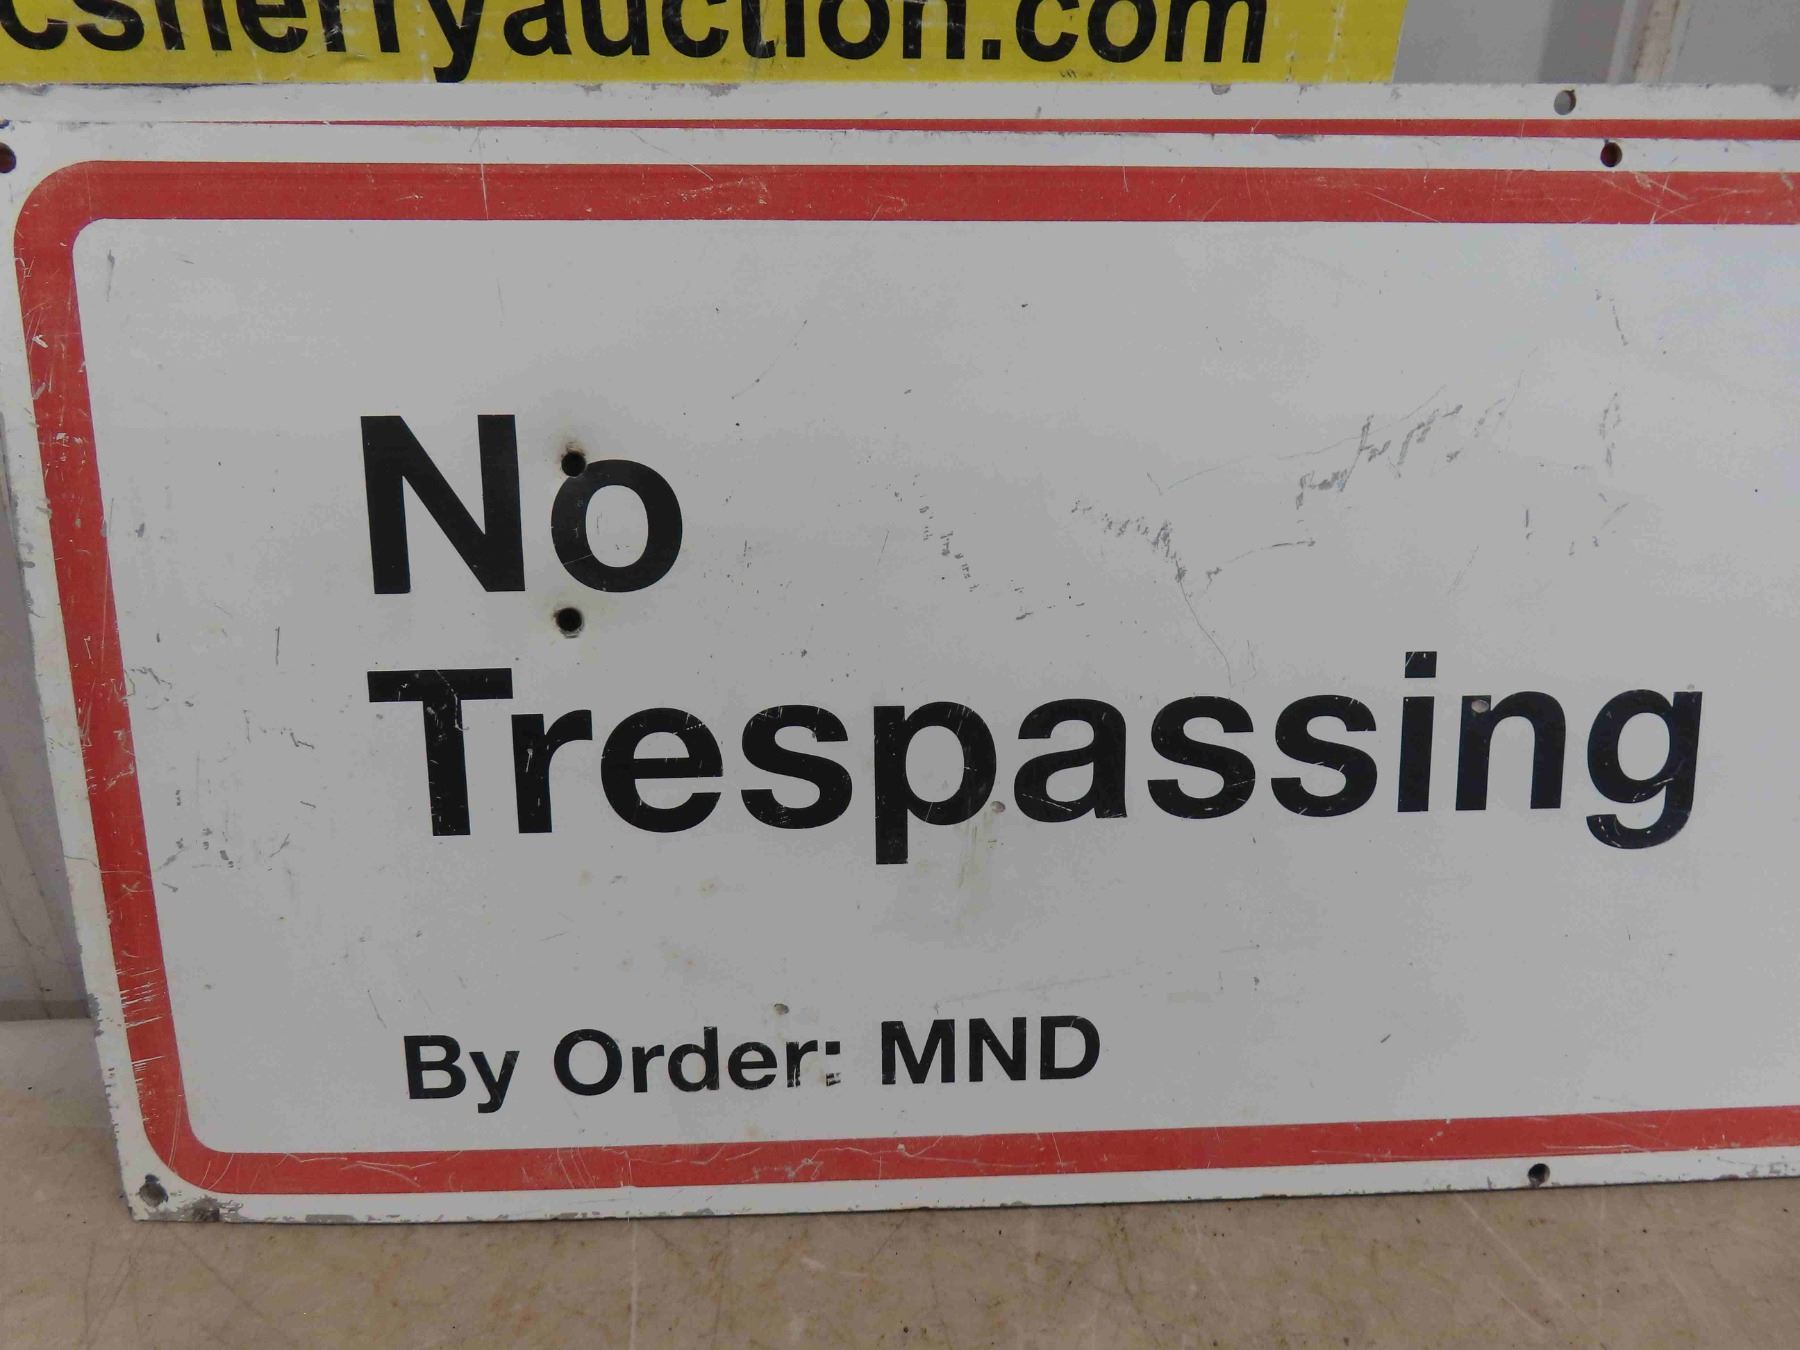 csherryauction.com
No
Trespassing
By Order: MND